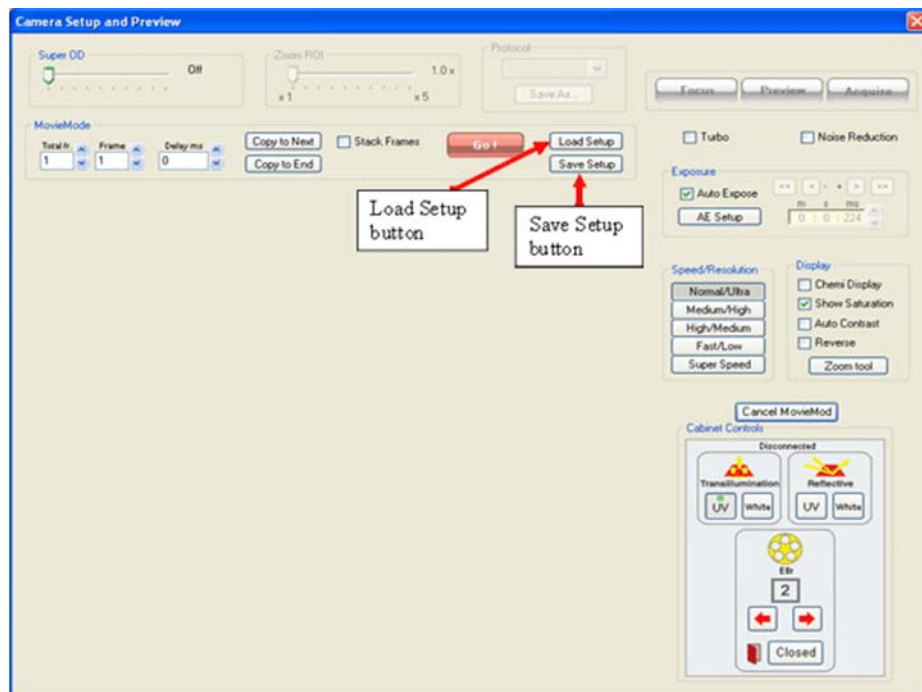 Camera Setup and Preview
Super OD
Off
Zoom ROI
1.0 x
x 1
x 5
Protocol
Save As...
Focus
Preview
Acquire
MovieMode
Total fr.
Frame
Delay ms
1
1
0
Copy to Next
Copy to End
Stack Frames
Go !
Load Setup
Save Setup
Load Setup
button
Save Setup
button
Turbo
Noise Reduction
Exposure
Auto Expose
<<
<
-
+
>
>>
m s ms
AE Setup
0 : 0 : 224
Speed/Resolution
Normal/Ultra
Medium/High
High/Medium
Fast/Low
Super Speed
Display
Chemi Display
Show Saturation
Auto Contrast
Reverse
Zoom tool
Cancel MovieMod
Cabinet Controls
Disconnected
Transillumination
UV
White
Reflective
UV
White
2
Closed